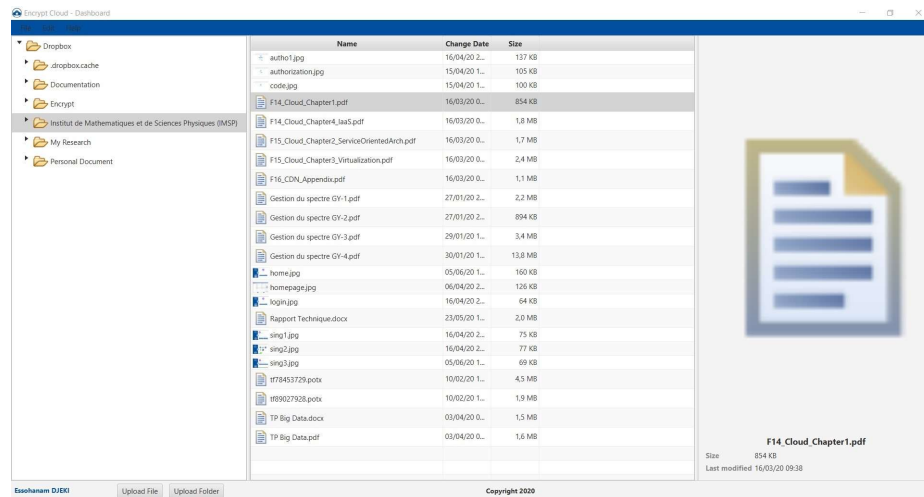 Encrypt Cloud - Dashboard
File Edit Help
Dropbox
.dropbox.cache
Documentation
Encrypt
Institut de Mathematiques et de Sciences Physiques (IMSP)
My Research
Personal Document
Name Change Date Size
autho1.jpg 16/04/20 2... 137 KB
authorization.jpg 15/04/20 1... 105 KB
code.jpg 15/04/20 1... 100 KB
F14_Cloud_Chapter1.pdf 16/03/20 0... 854 KB
F14_Cloud_Chapter4_IaaS.pdf 16/03/20 0... 1,8 MB
F15_Cloud_Chapter2_ServiceOrientedArch.pdf 16/03/20 0... 1,7 MB
F15_Cloud_Chapter3_Virtualization.pdf 16/03/20 0... 2,4 MB
F16_CDN_Appendix.pdf 16/03/20 0... 1,1 MB
Gestion du spectre GY-1.pdf 27/01/20 2... 2,2 MB
Gestion du spectre GY-2.pdf 27/01/20 2... 894 KB
Gestion du spectre GY-3.pdf 29/01/20 1... 3,4 MB
Gestion du spectre GY-4.pdf 30/01/20 1... 13,8 MB
home.jpg 05/06/20 1... 160 KB
homepage.jpg 06/04/20 2... 126 KB
login.jpg 16/04/20 2... 64 KB
Rapport Technique.docx 23/05/20 1... 2,0 MB
sing1.jpg 16/04/20 2... 75 KB
sing2.jpg 16/04/20 2... 77 KB
sing3.jpg 05/06/20 1... 69 KB
tf78453729.potx 10/02/20 1... 4,5 MB
tf89027928.potx 10/02/20 1... 1,9 MB
TP Big Data.docx 03/04/20 0... 1,5 MB
TP Big Data.pdf 03/04/20 0... 1,6 MB
F14_Cloud_Chapter1.pdf
Size 854 KB
Last modified 16/03/20 09:38
Essohanam DJEKI Upload File Upload Folder Copyright 2020